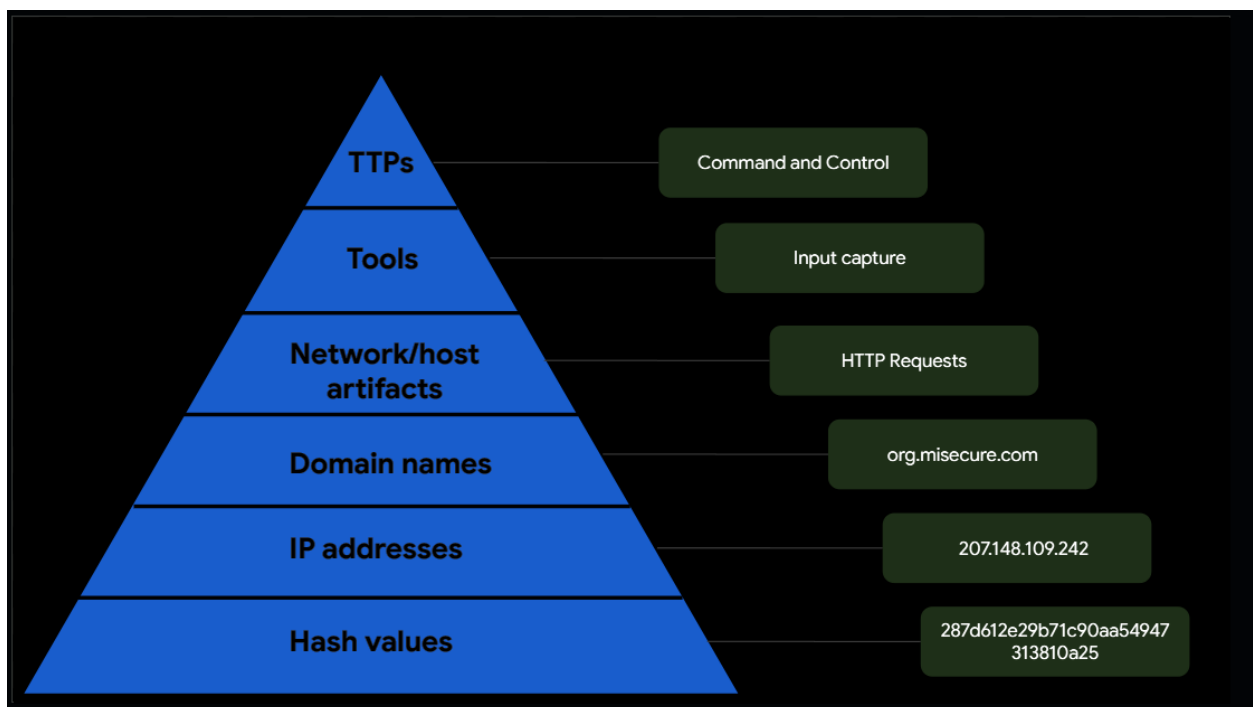 TTPs
Command and Control
Tools
Input capture
Network/host
artifacts
HTTP Requests
Domain names
org.misecure.com
IP addresses
207.148.109.242
Hash values
287d612e29b71c90aa54947
313810a25